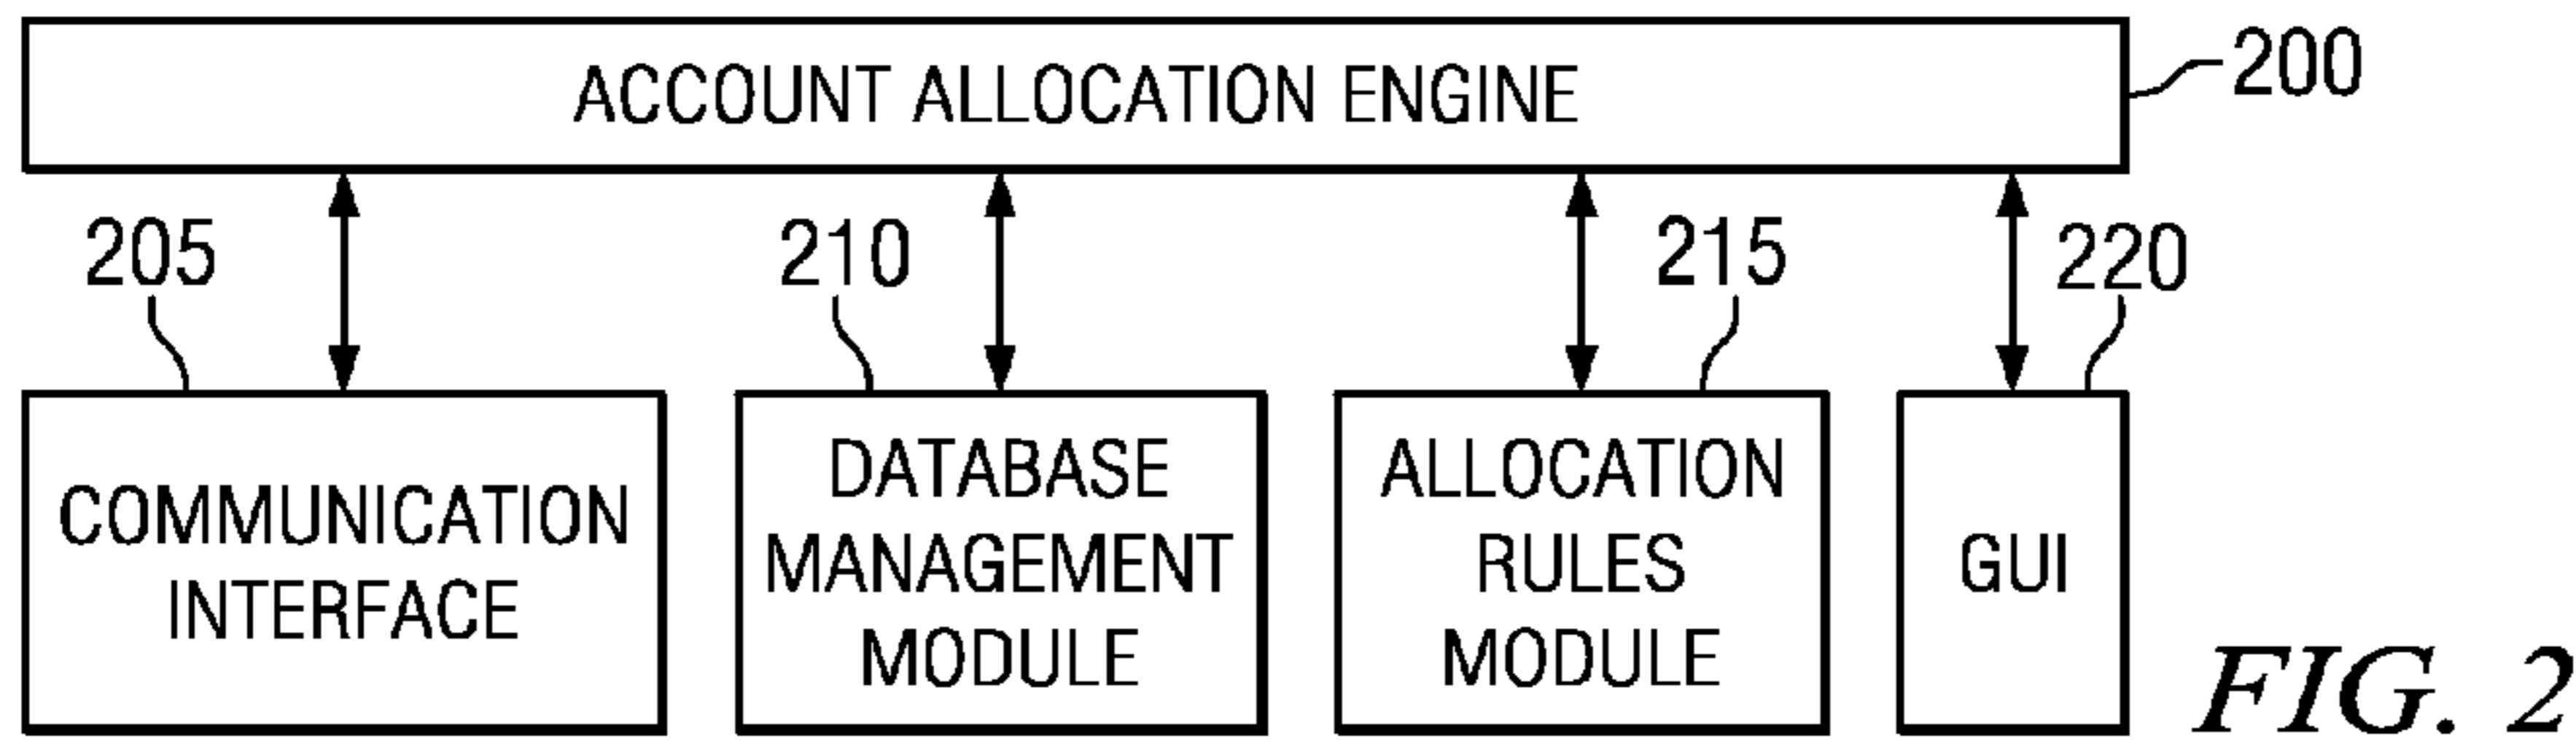 ACCOUNT ALLOCATION ENGINE
200
205
210
215
220
COMMUNICATION
INTERFACE
DATABASE
MANAGEMENT
MODULE
ALLOCATION
RULES
MODULE
GUI
FIG. 2